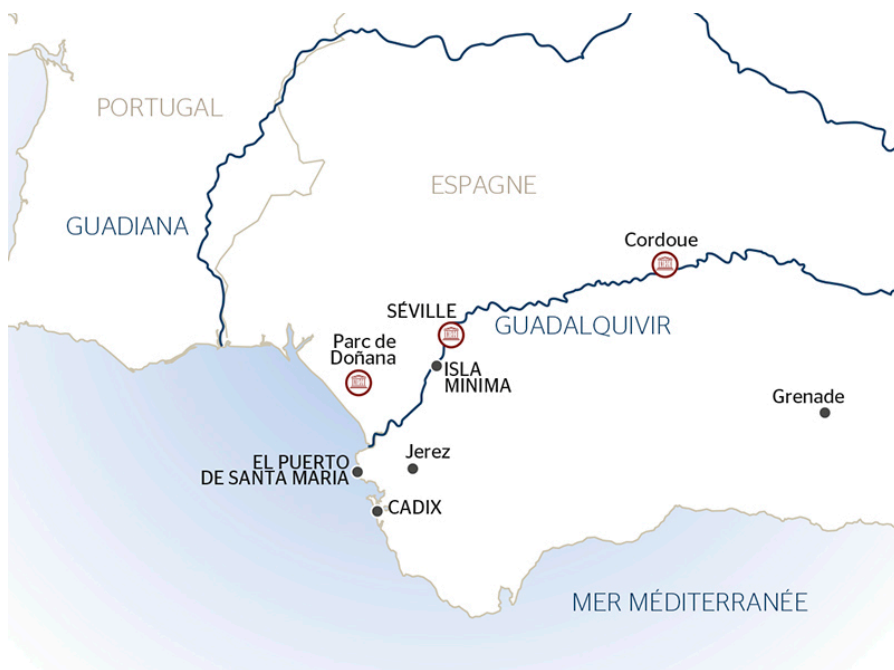 PORTUGAL
ESPAGNE
GUADIANA
Cordoue
SÉVILLE
GUADALQUIVIR
Parc de
Doñana
ISLA
MINIMA
Grenade
Jerez
EL PUERTO
DE SANTA MARIA
CADIX
MER MÉDITERRANÉE